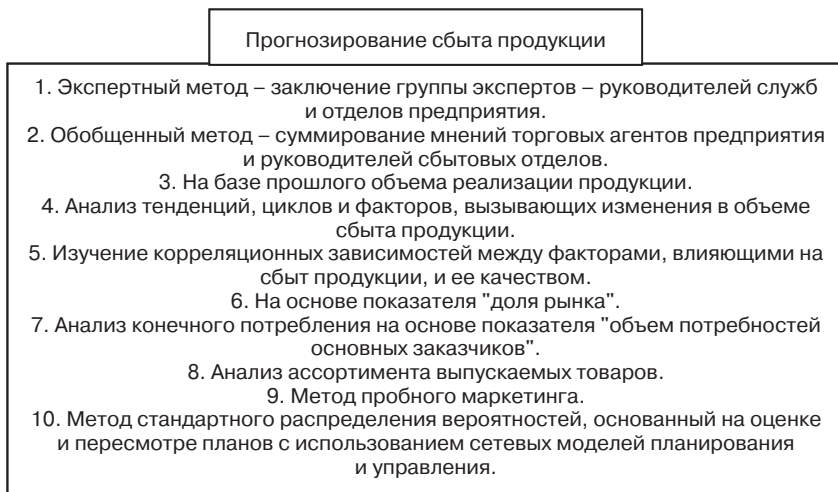 Прогнозирование сбыта продукции
1. Экспертный метод – заключение группы экспертов – руководителей служб
и отделов предприятия.
2. Обобщенный метод – суммирование мнений торговых агентов предприятия
и руководителей сбытовых отделов.
3. На базе прошлого объема реализации продукции.
4. Анализ тенденций, циклов и факторов, вызывающих изменения в объеме
сбыта продукции.
5. Изучение корреляционных зависимостей между факторами, влияющими на
сбыт продукции, и ее качеством.
6. На основе показателя "доля рынка".
7. Анализ конечного потребления на основе показателя "объем потребностей
основных заказчиков".
8. Анализ ассортимента выпускаемых товаров.
9. Метод пробного маркетинга.
10. Метод стандартного распределения вероятностей, основанный на оценке
и пересмотре планов с использованием сетевых моделей планирования
и управления.